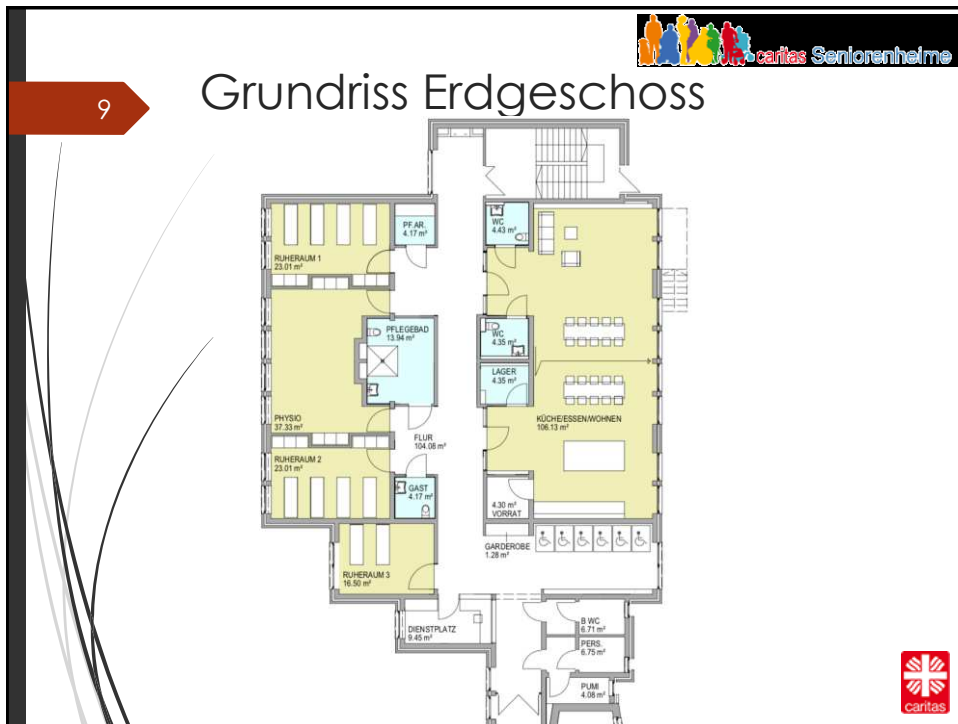 caritas Seniorenheime
9
Grundriss Erdgeschoss
PF.AR.
4.17 m²
WC
4.43 m²
RUHERAUM 1
23.01 m²
PFLEGEBAD
13.94 m²
WC
4.35 m²
LAGER
4.35 m²
PHYSIO
37.33 m²
KÜCHE/ESSEN/WOHNEN
106.13 m²
FLUR
104.08 m²
RUHERAUM 2
23.01 m²
GAST
4.17 m²
4.30 m²
VORRAT
GARDEROBE
1.28 m²
RUHERAUM 3
16.50 m²
DIENSTPLATZ
9.45 m²
B WC
6.71 m²
PERS.
6.75 m²
PUMI
4.08 m²
caritas